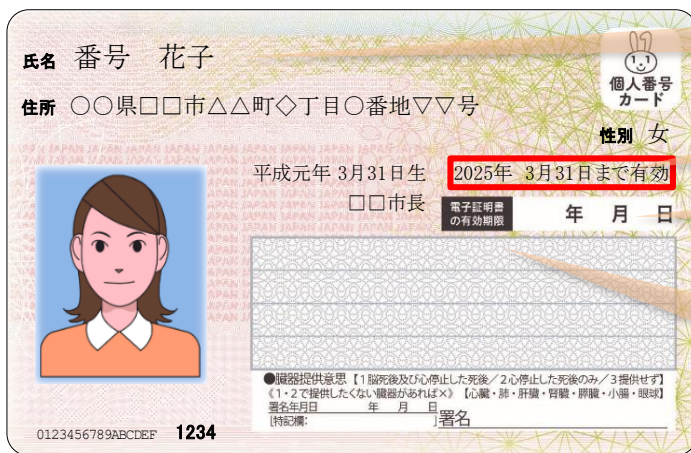 氏名 番号 花子
個人番号
カード
住所 〇〇県□□市△△町◇丁目〇番地▽▽号
性別 女
平成元年 3月31日生 2025年 3月31日まで有効
□□市長 電子証明書
の有効期限 年 月 日
●臓器提供意思【1脳死後及び心停止した死後／2心停止した死後のみ／3提供せず】
《1・2で提供したくない臓器があれば×》【心臓・肺・肝臓・腎臓・膵臓・小腸・眼球】
署名年月日 年 月 日
[特記欄: ] 署名
0123456789ABCDEF 1234